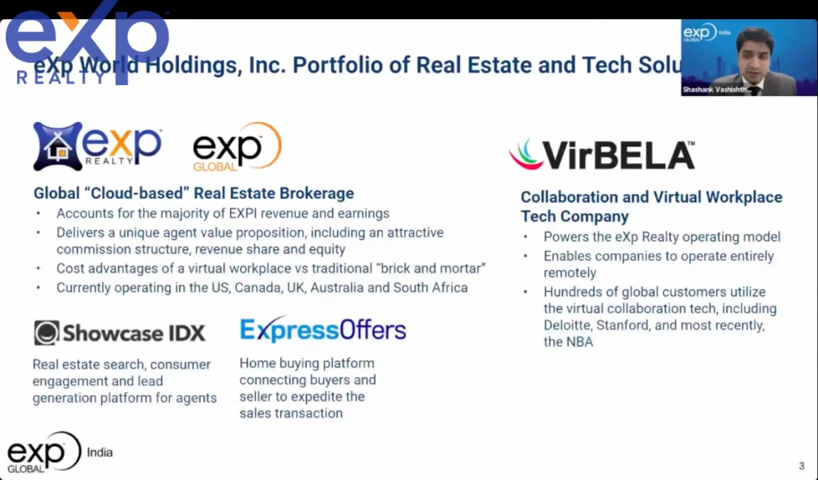 eXp
REALTY
eXp World Holdings, Inc. Portfolio of Real Estate and Tech Solu
exp
GLOBAL
India
Shashank Vashishth
exp
REALTY
exp
GLOBAL
Global “Cloud-based” Real Estate Brokerage
• Accounts for the majority of EXPI revenue and earnings
• Delivers a unique agent value proposition, including an attractive
commission structure, revenue share and equity
• Cost advantages of a virtual workplace vs traditional “brick and mortar”
• Currently operating in the US, Canada, UK, Australia and South Africa
VirBELA™
Collaboration and Virtual Workplace
Tech Company
• Powers the eXp Realty operating model
• Enables companies to operate entirely
remotely
• Hundreds of global customers utilize
the virtual collaboration tech, including
Deloitte, Stanford, and most recently,
the NBA
Showcase IDX
Real estate search, consumer
engagement and lead
generation platform for agents
ExpressOffers
Home buying platform
connecting buyers and
seller to expedite the
sales transaction
exp
GLOBAL
India
3